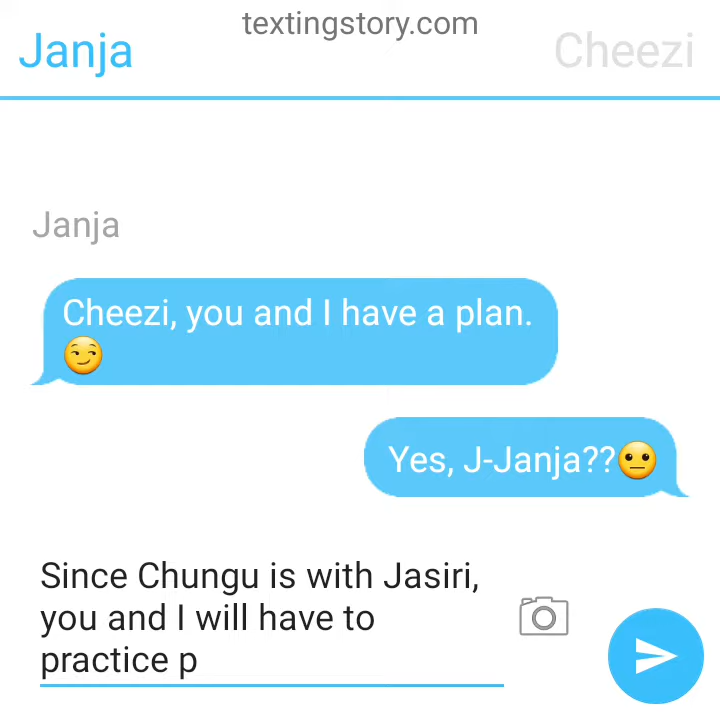 textingstory.com
Janja Cheezi
Janja
Cheezi, you and I have a plan.
😏
Yes, J-Janja??😐
Since Chungu is with Jasiri,
you and I will have to
practice p